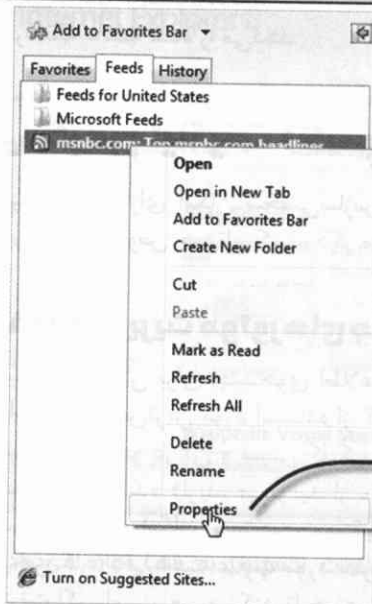 Add to Favorites Bar
Favorites Feeds History
Feeds for United States
Microsoft Feeds
msnbc.com: Top msnbc.com headlines
Open
Open in New Tab
Add to Favorites Bar
Create New Folder
Cut
Paste
Mark as Read
Refresh
Refresh All
Delete
Rename
Properties
Turn on Suggested Sites...